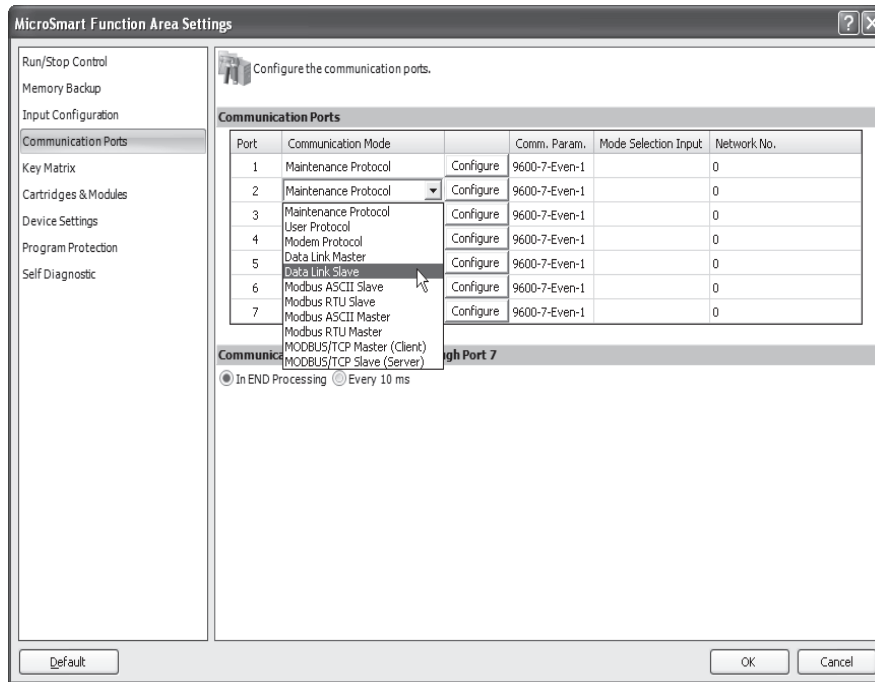 MicroSmart Function Area Settings
Run/Stop Control
Memory Backup
Input Configuration
Communication Ports
Key Matrix
Cartridges & Modules
Device Settings
Program Protection
Self Diagnostic
Configure the communication ports.
Communication Ports
Port Communication Mode Comm. Param. Mode Selection Input Network No.
1 Maintenance Protocol Configure 9600-7-Even-1 0
2 Maintenance Protocol Configure 9600-7-Even-1 0
3 Configure 9600-7-Even-1 0
4 Configure 9600-7-Even-1 0
5 Configure 9600-7-Even-1 0
6 Configure 9600-7-Even-1 0
7 Configure 9600-7-Even-1 0
Maintenance Protocol
User Protocol
Modem Protocol
Data Link Master
Data Link Slave
Modbus ASCII Slave
Modbus RTU Slave
Modbus ASCII Master
Modbus RTU Master
MODBUS/TCP Master (Client)
MODBUS/TCP Slave (Server)
Port 7
In END Processing Every 10 ms
Default OK Cancel